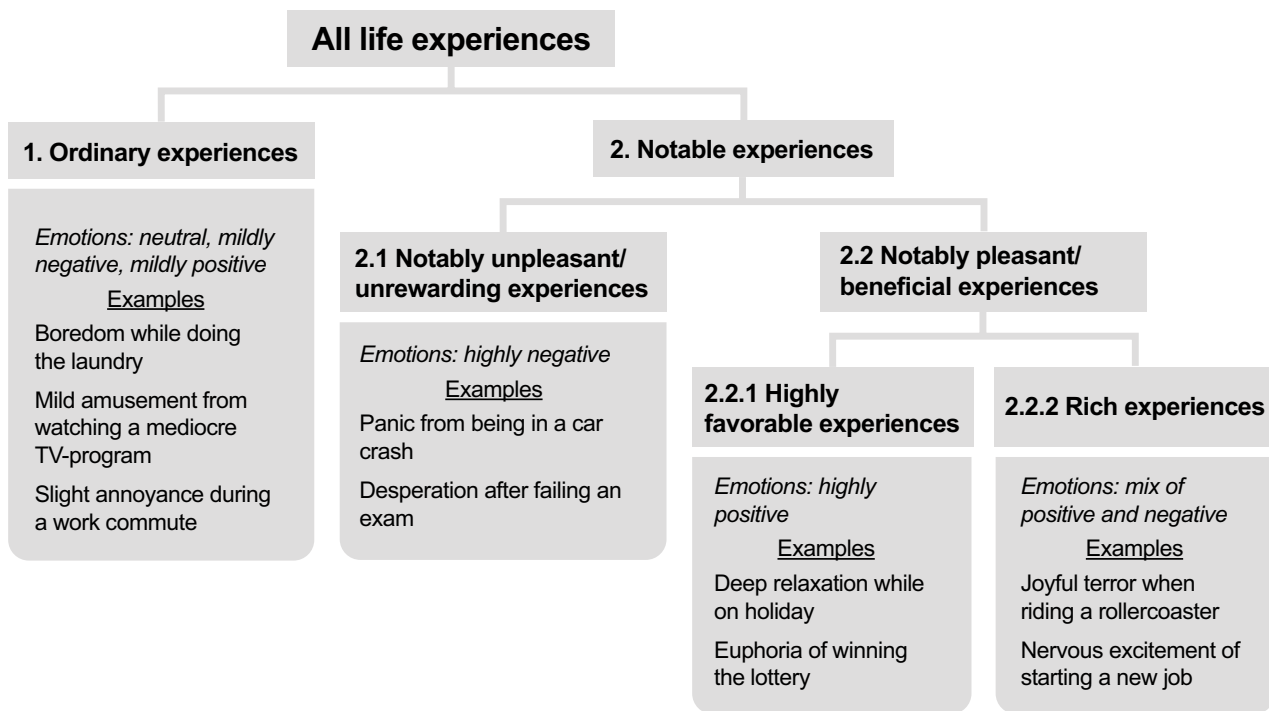 All life experiences
1. Ordinary experiences
Emotions: neutral, mildly
negative, mildly positive
Examples
Boredom while doing
the laundry
Mild amusement from
watching a mediocre
TV-program
Slight annoyance during
a work commute
2. Notable experiences
2.1 Notably unpleasant/
unrewarding experiences
Emotions: highly negative
Examples
Panic from being in a car
crash
Desperation after failing an
exam
2.2 Notably pleasant/
beneficial experiences
2.2.1 Highly
favorable experiences
Emotions: highly
positive
Examples
Deep relaxation while
on holiday
Euphoria of winning
the lottery
2.2.2 Rich experiences
Emotions: mix of
positive and negative
Examples
Joyful terror when
riding a rollercoaster
Nervous excitement of
starting a new job